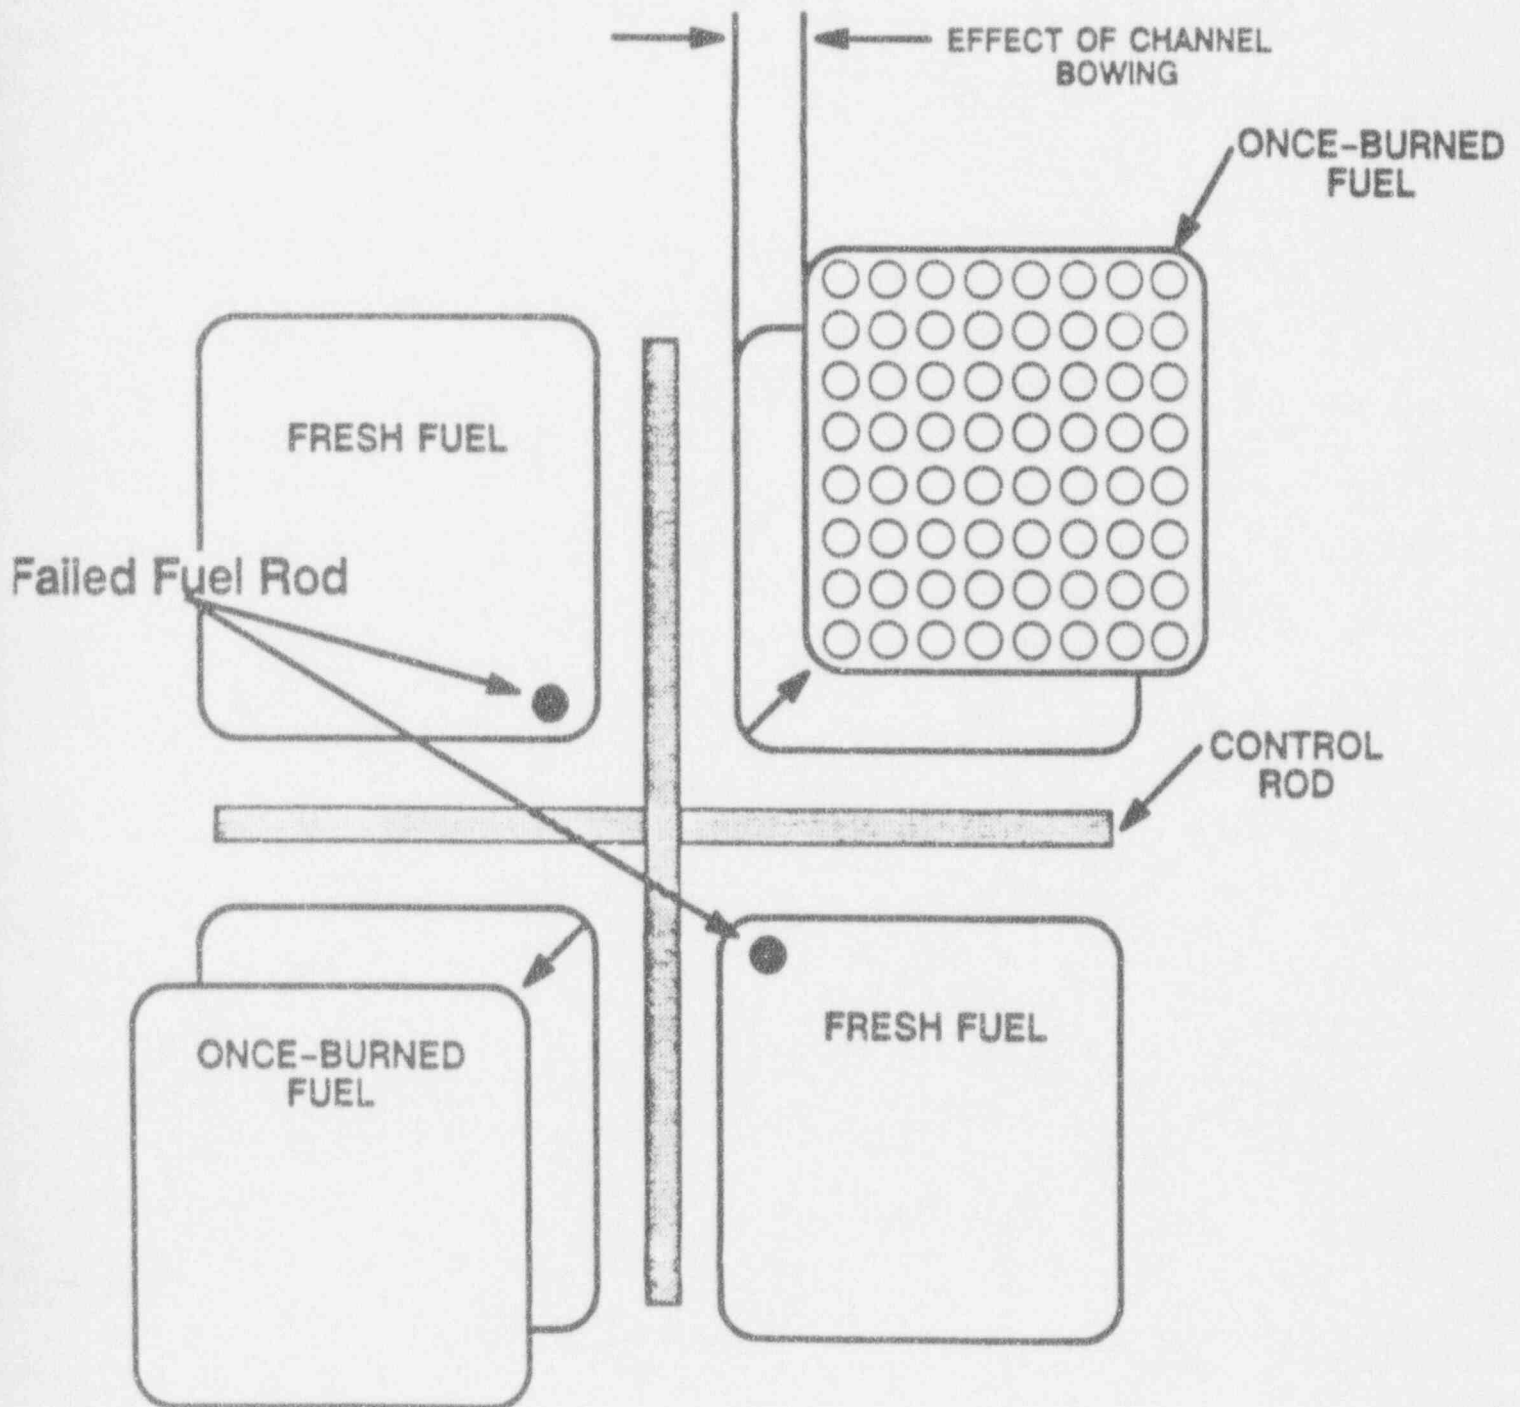 EFFECT OF CHANNEL
BOWING
ONCE-BURNED
FUEL
FRESH FUEL
Failed Fuel Rod
CONTROL
ROD
FRESH FUEL
ONCE-BURNED
FUEL